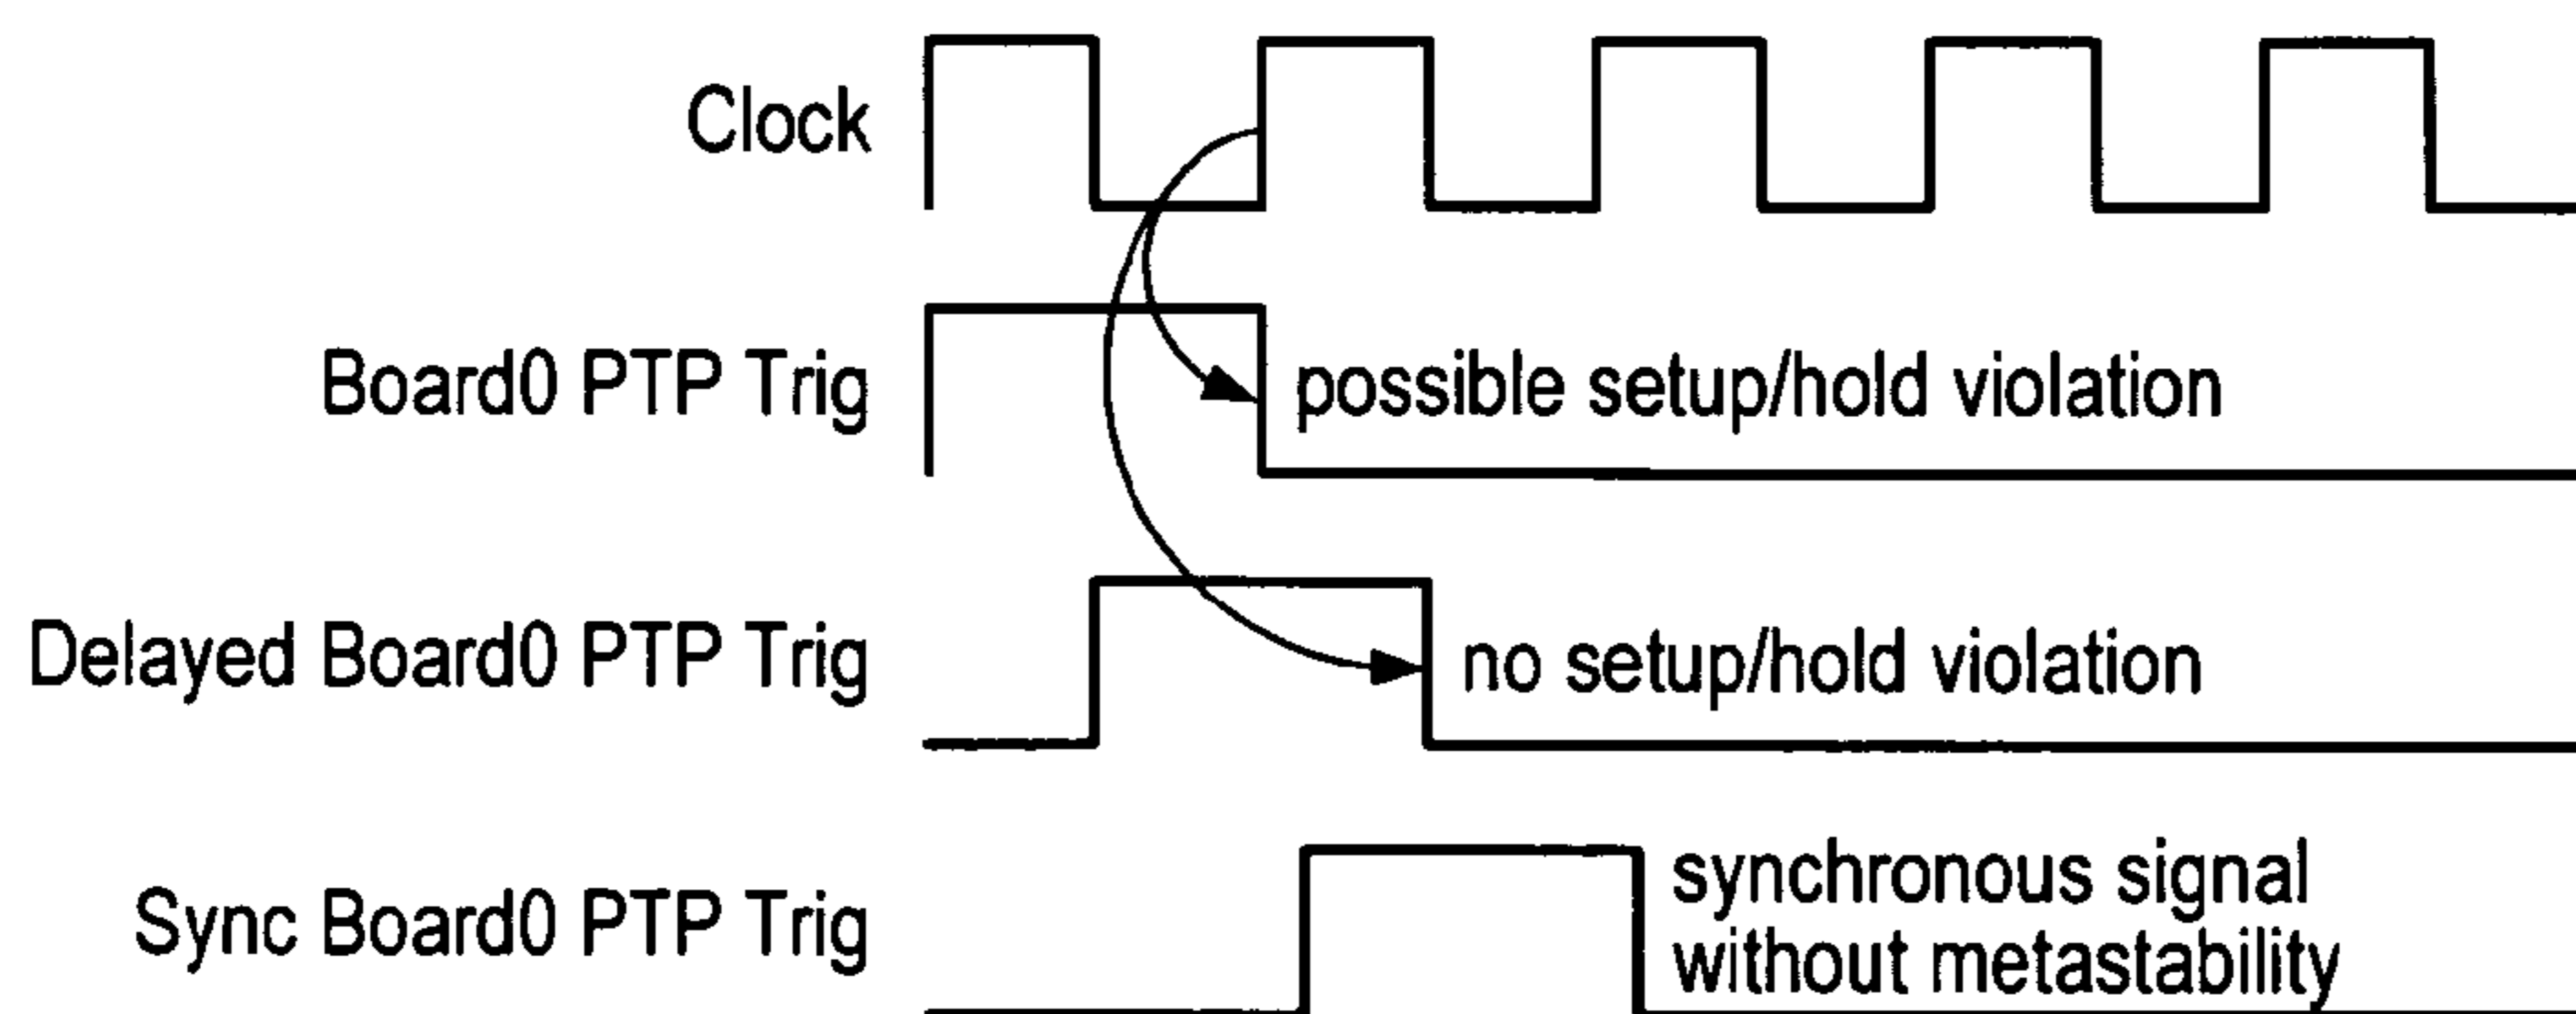 Clock
Board0 PTP Trig
possible setup/hold violation
Delayed Board0 PTP Trig
no setup/hold violation
Sync Board0 PTP Trig
synchronous signal
without metastability